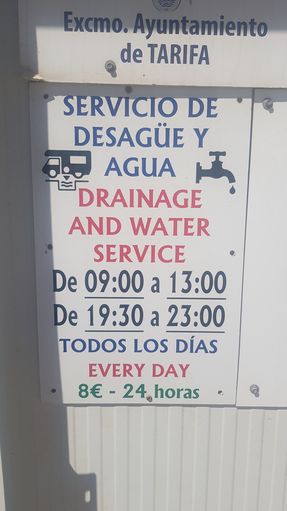 Excmo. Ayuntamiento
de TARIFA
SERVICIO DE
DESAGÜE Y
AGUA
DRAINAGE
AND WATER
SERVICE
De 09:00 a 13:00
De 19:30 a 23:00
TODOS LOS DÍAS
EVERY DAY
8€ - 24 horas